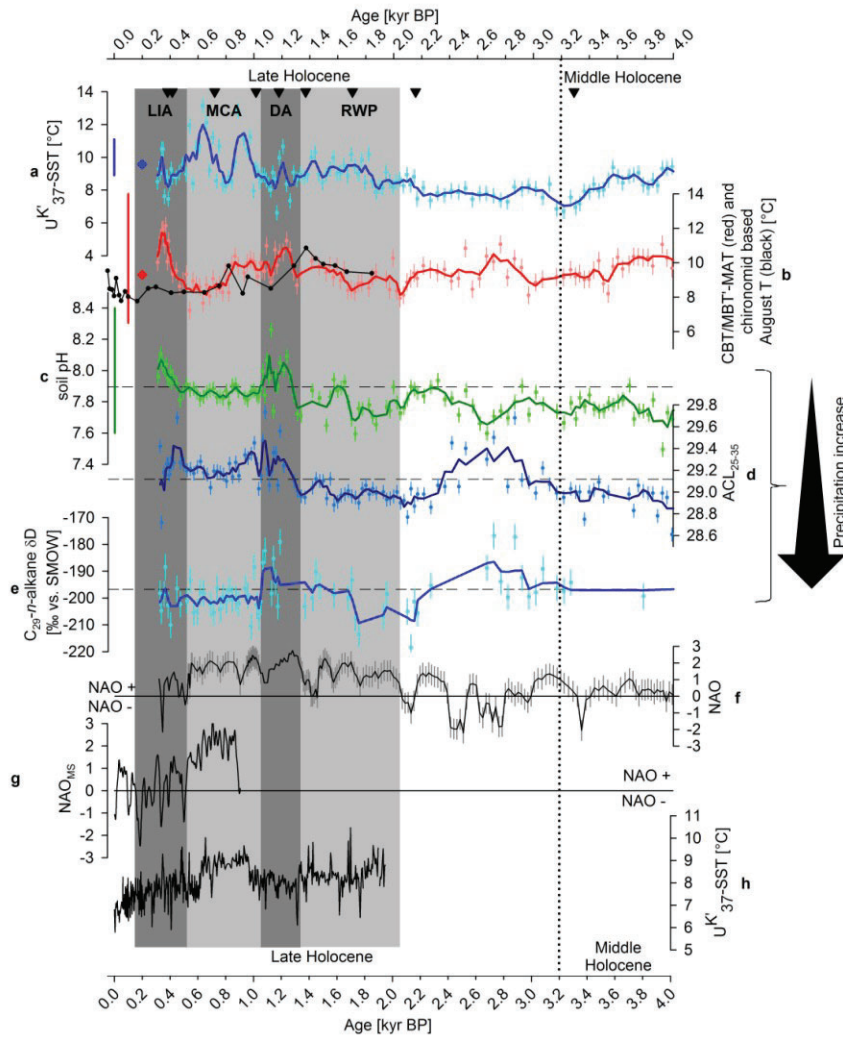 Age [kyr BP]
0.0 0.2 0.4 0.6 0.8 1.0 1.2 1.4 1.6 1.8 2.0 2.2 2.4 2.6 2.8 3.0 3.2 3.4 3.6 3.8 4.0
Late Holocene Middle Holocene
LIA MCA DA RWP
14
12
10
8
6
4
a
UK'37-SST [°C]
14
12
10
8
6
CBT/MBT'-MAT (red) and
chironomid based
August T (black) [°C]
b
8.4
8.2
8.0
7.8
7.6
7.4
c
soil pH
29.8
29.6
29.4
29.2
29.0
28.8
28.6
ACL25-35
d
Precipitation increase
-170
-180
-190
-200
-210
-220
e
C29-n-alkane δD
[‰ vs. SMOW]
NAO +
NAO -
3
2
1
0
-1
-2
-3
NAO
f
3
2
1
0
-1
-2
-3
g
NAOMS
NAO +
NAO -
11
10
9
8
7
6
5
UK'37-SST [°C]
h
Late Holocene
Middle
Holocene
0.0 0.2 0.4 0.6 0.8 1.0 1.2 1.4 1.6 1.8 2.0 2.2 2.4 2.6 2.8 3.0 3.2 3.4 3.6 3.8 4.0
Age [kyr BP]